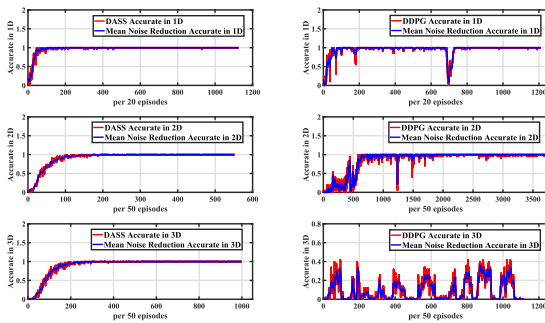 DASS Accurate in 1D
Mean Noise Reduction Accurate in 1D
Accurate in 1D
2
1.5
1
0.5
0
0 200 400 600 800 1000 1200
per 20 episodes
DDPG Accurate in 1D
Mean Noise Reduction Accurate in 1D
Accurate in 1D
2
1.5
1
0.5
0
0 200 400 600 800 1000 1200
per 20 episodes
DASS Accurate in 2D
Mean Noise Reduction Accurate in 2D
Accurate in 2D
2
1.5
1
0.5
0
0 100 200 300 400 500 600
per 50 episodes
DDPG Accurate in 2D
Mean Noise Reduction Accurate in 2D
Accurate in 2D
2
1.5
1
0.5
0
0 500 1000 1500 2000 2500 3000 3500
per 50 episodes
DASS Accurate in 3D
Mean Noise Reduction Accurate in 3D
Accurate in 3D
2
1.5
1
0.5
0
0 200 400 600 800 1000
per 50 episodes
DDPG Accurate in 3D
Mean Noise Reduction Accurate in 3D
Accurate in 3D
0.8
0.6
0.4
0.2
0
0 200 400 600 800 1000 1200
per 50 episodes